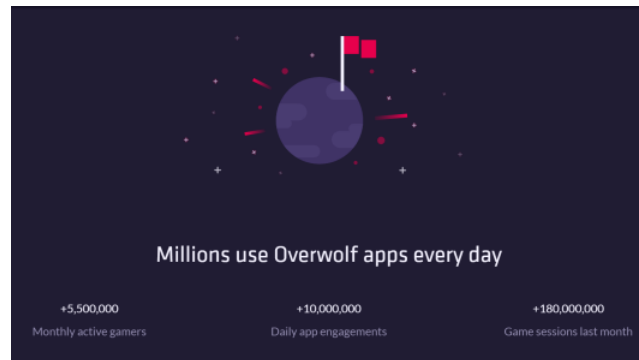 Millions use Overwolf apps every day
+5,500,000
+10,000,000
+180,000,000
Monthly active gamers
Daily app engagements
Game sessions last month